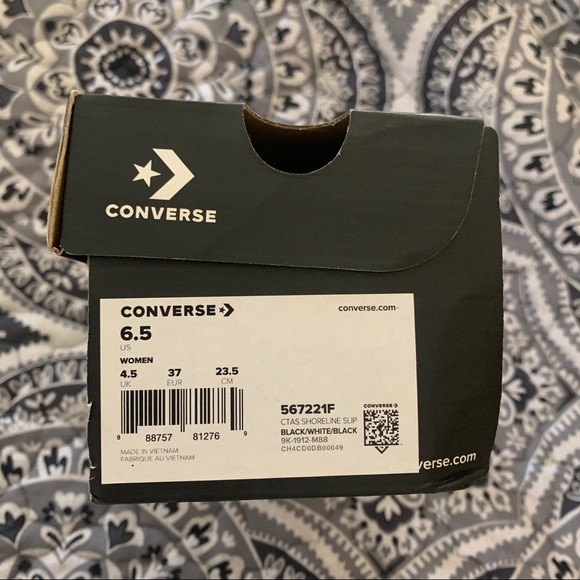 CONVERSE
CONVERSE converse.com
6.5
US
WOMEN
4.5 37 23.5
UK EUR CM
8 88757 81276 9
MADE IN VIETNAM
FABRIQUE AU VIETNAM
567221F
CTAS SHORELINE SLIP
BLACK/WHITE/BLACK
9K-1912-M88
CH4CD0DB00049
CONVERSE
verse.com